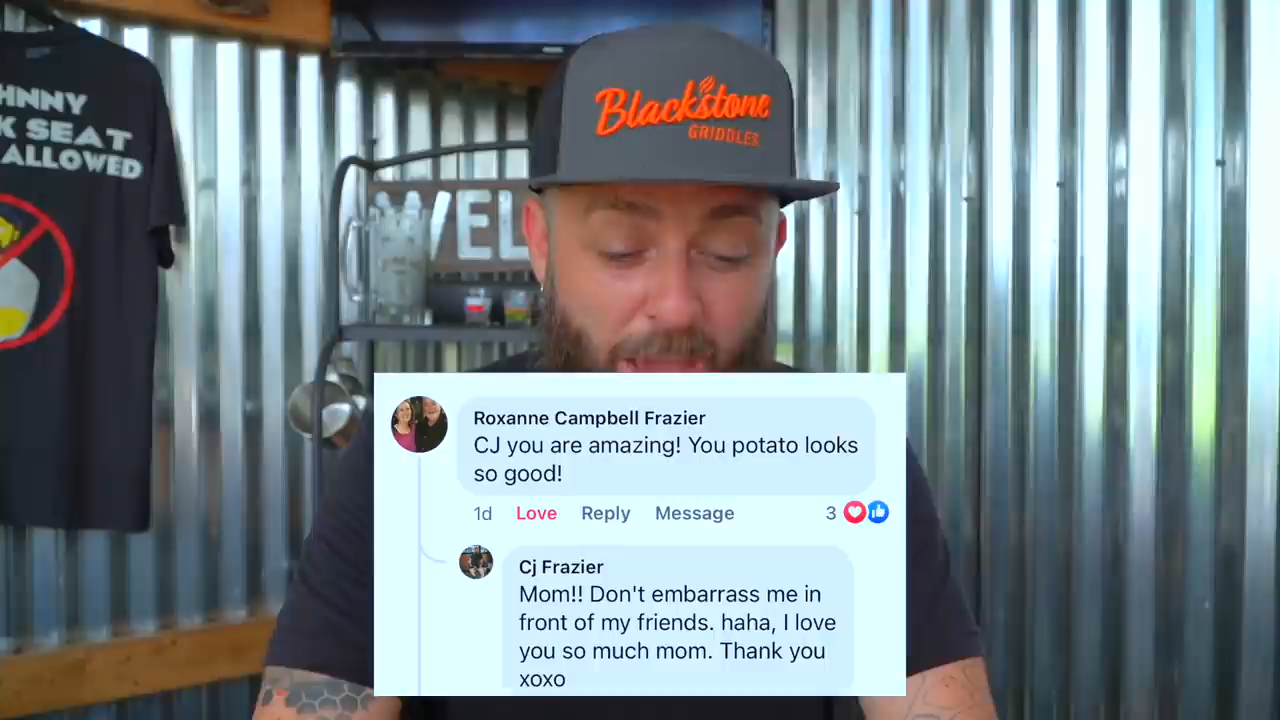 HNNY
K SEAT
ALLOWED
Blackstone
GRIDDLES
WEL
Roxanne Campbell Frazier
CJ you are amazing! You potato looks
so good!
1d Love Reply Message 3
Cj Frazier
Mom!! Don't embarrass me in
front of my friends. haha, I love
you so much mom. Thank you
xoxo